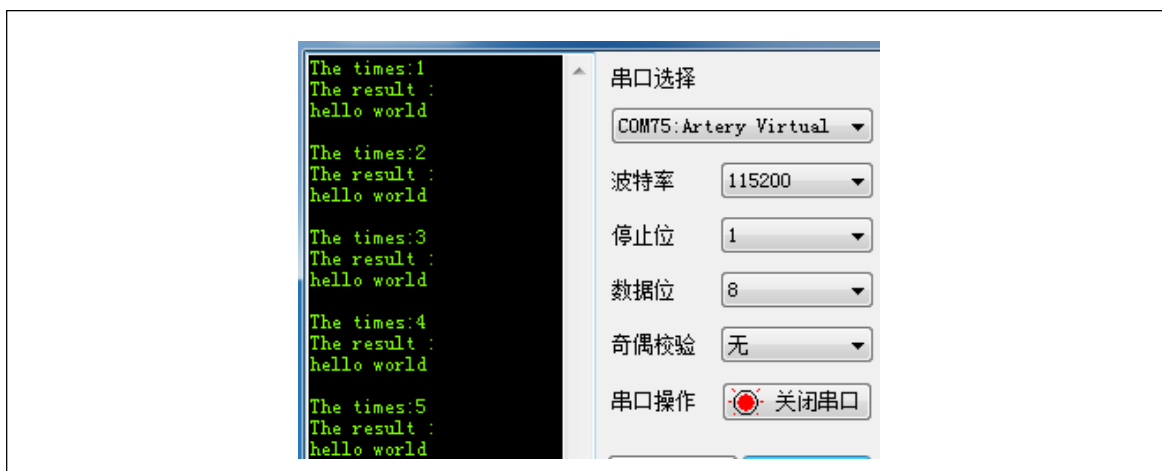 The times:1
The result :
hello world
The times:2
The result :
hello world
The times:3
The result :
hello world
The times:4
The result :
hello world
The times:5
The result :
hello world
串口选择
COM75:Artery Virtual
波特率 115200
停止位 1
数据位 8
奇偶校验 无
串口操作 关闭串口